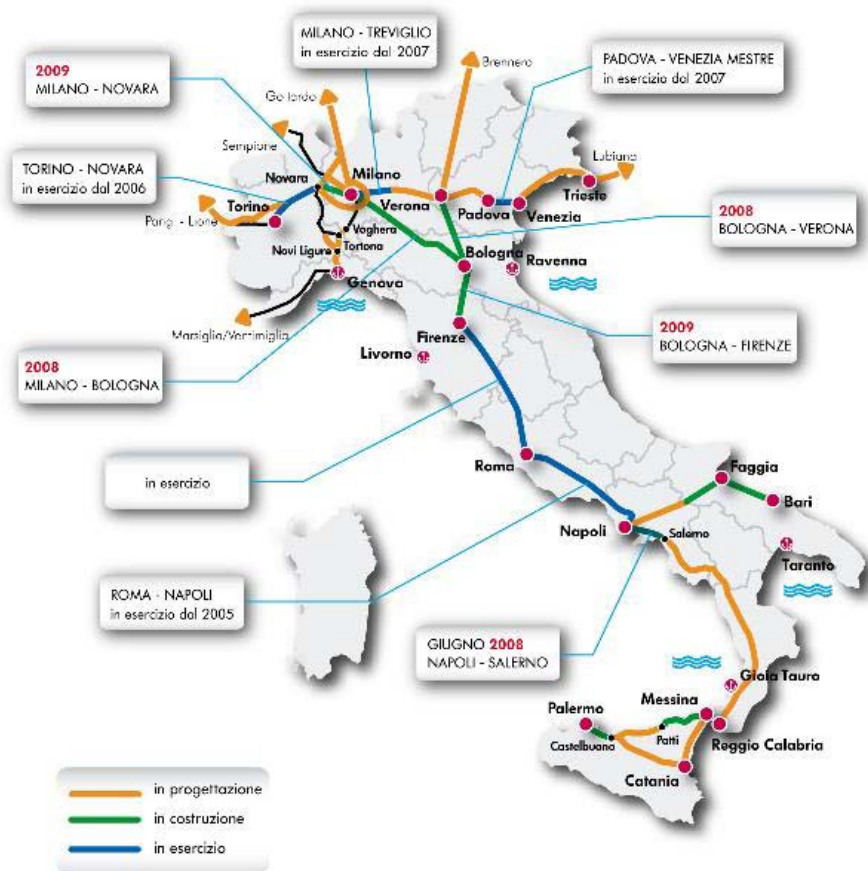 MILANO - TREVIGLIO
in esercizio dal 2007
Brennero
PADOVA - VENEZIA MESTRE
in esercizio dal 2007
2009
MILANO - NOVARA
Gottardo
Sempione
TORINO - NOVARA
in esercizio dal 2006
Novara
Milano
Lubiana
Torino
Verona
Padova
Venezia
Trieste
Parigi - Lione
Voghera
Tortona
Novi Ligure
Genova
2008
BOLOGNA - VERONA
Bologna
Ravenna
Marsiglia/Ventimiglia
Firenze
Livorno
2009
BOLOGNA - FIRENZE
2008
MILANO - BOLOGNA
in esercizio
Roma
Faggia
Bari
Napoli
Salerno
Taranto
ROMA - NAPOLI
in esercizio dal 2005
GIUGNO 2008
NAPOLI - SALERNO
Gioia Tauro
Messina
Palermo
Castelbuono
Patti
Reggio Calabria
Catania
in progettazione
in costruzione
in esercizio